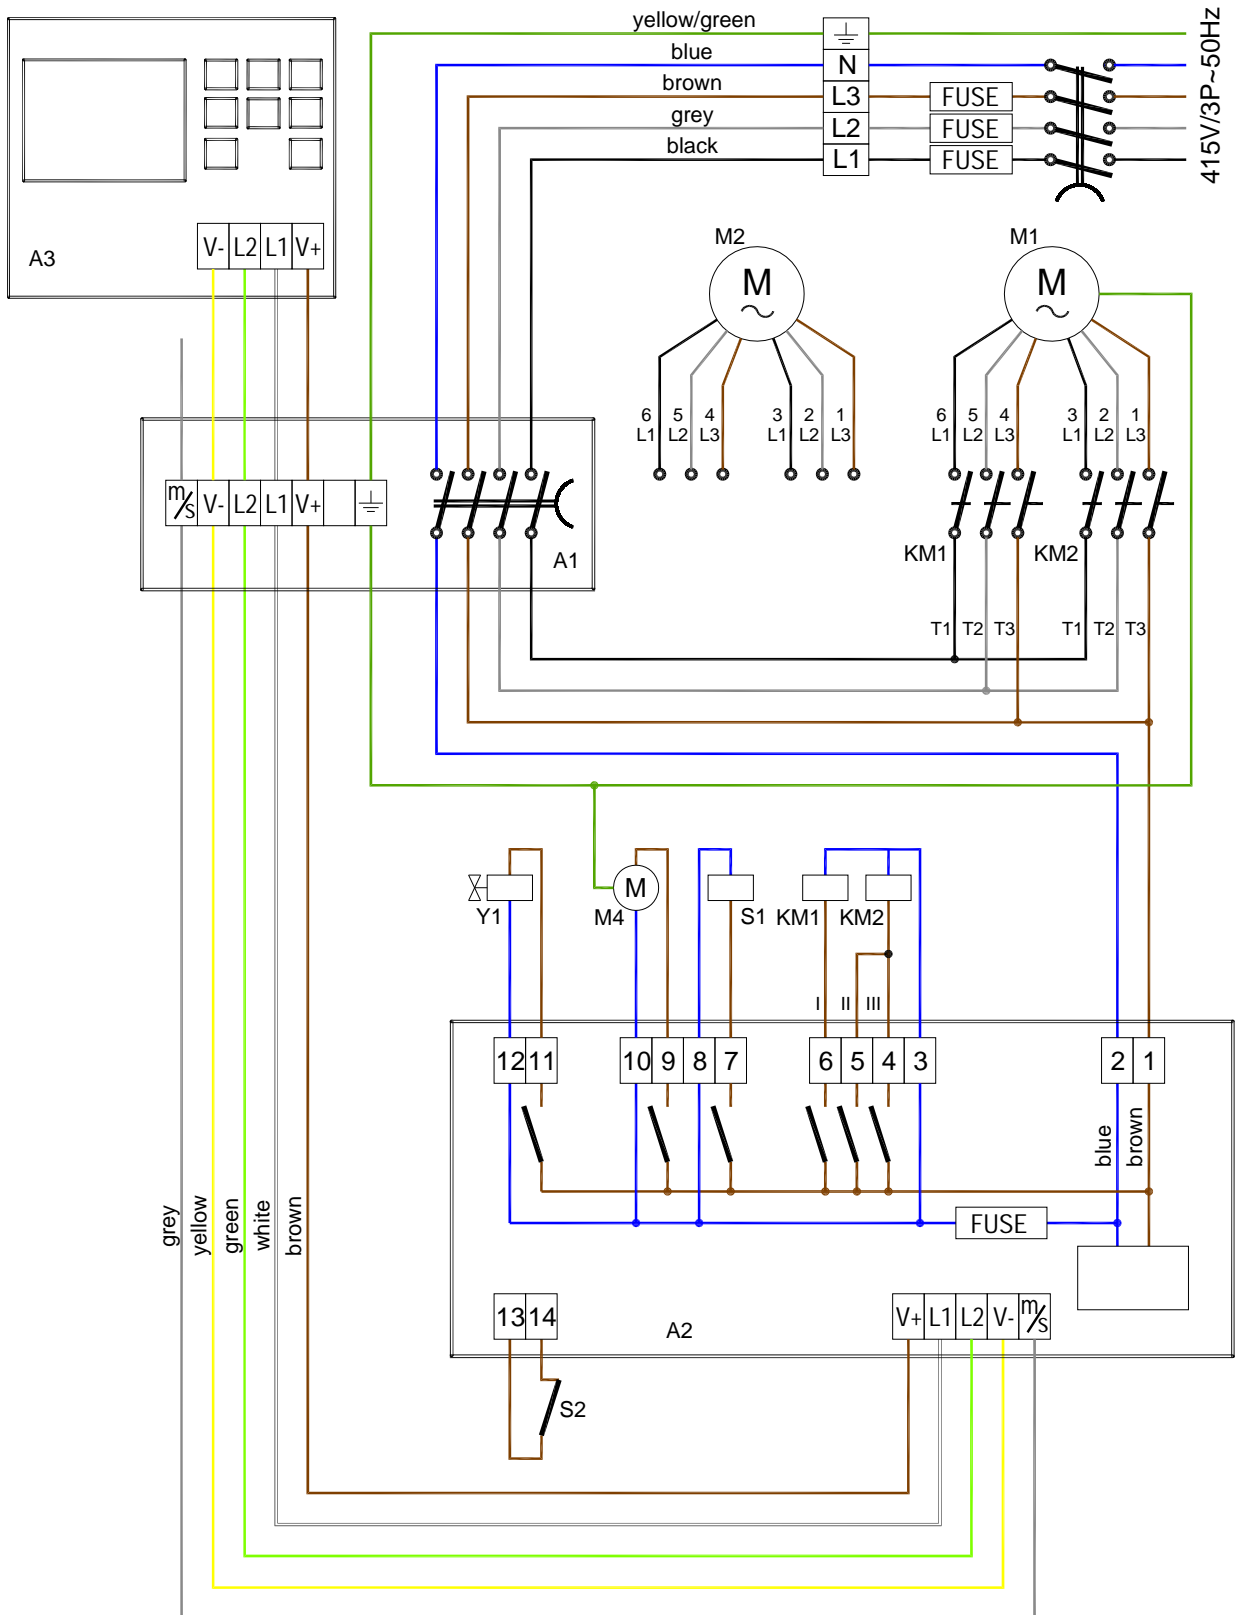 yellow/green
blue N
brown L3 FUSE
grey L2 FUSE
black L1 FUSE
415V/3P~50Hz
V- L2 L1 V+
A3
M2
M
M1
M
6 5 4 3 2 1
L1 L2 L3 L1 L2 L3
6 5 4 3 2 1
L1 L2 L3 L1 L2 L3
m/s V- L2 L1 V+
A1
KM1 KM2
T1 T2 T3 T1 T2 T3
Y1
M
M4
S1
KM1 KM2
I II III
12 11 10 9 8 7 6 5 4 3 2 1
blue
brown
FUSE
grey
yellow
green
white
brown
13 14
A2
V+ L1 L2 V- m/s
S2